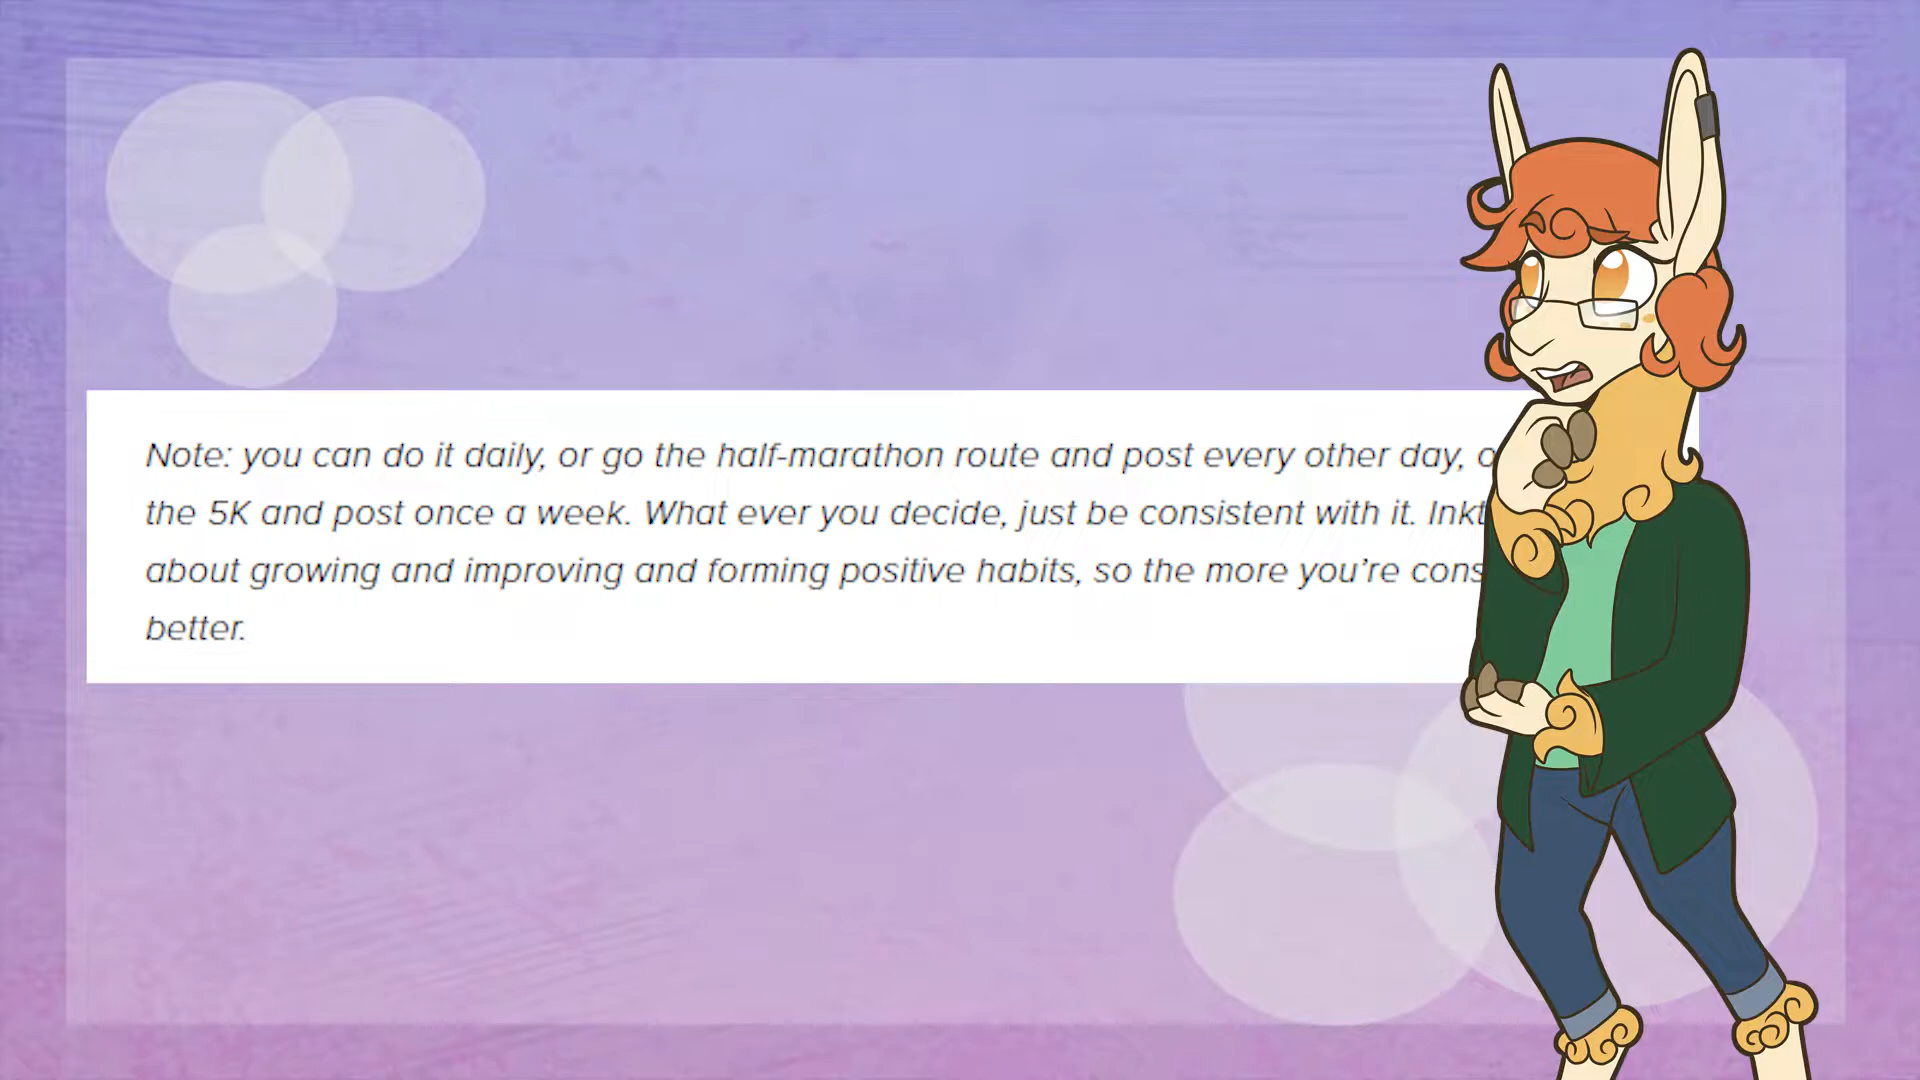 Note: you can do it daily, or go the half-marathon route and post every other day,
the 5K and post once a week. What ever you decide, just be consistent with it.
about growing and improving and forming positive habits, so the more you’re
better.